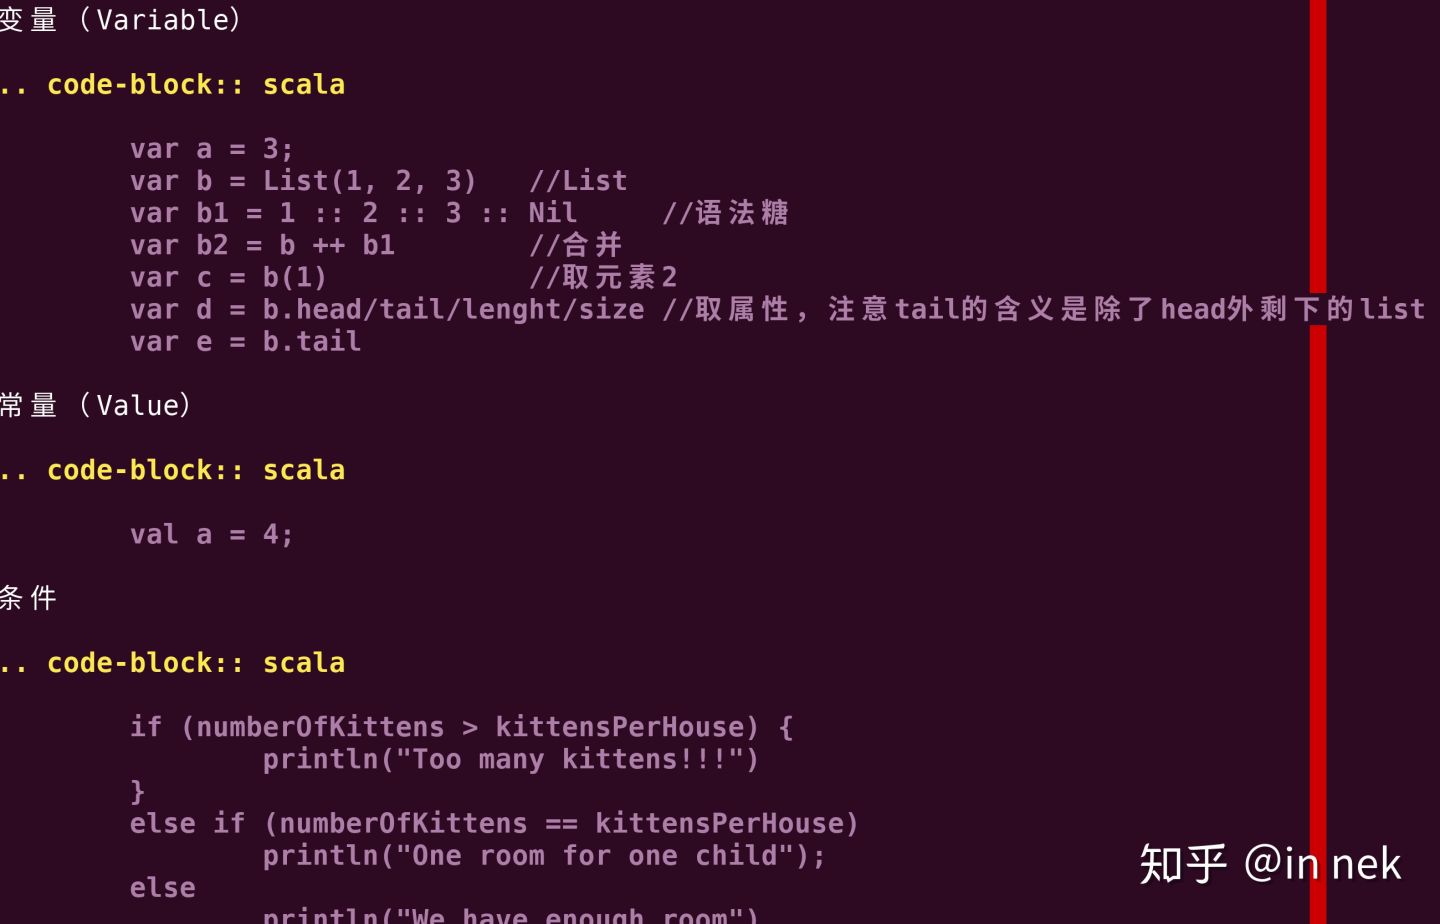 变量（Variable）
.. code-block:: scala
var a = 3;
var b = List(1, 2, 3)   //List
var b1 = 1 :: 2 :: 3 :: Nil     //语法糖
var b2 = b ++ b1        //合并
var c = b(1)            //取元素2
var d = b.head/tail/lenght/size //取属性，注意tail的含义是除了head外剩下的list
var e = b.tail
常量（Value）
.. code-block:: scala
val a = 4;
条件
.. code-block:: scala
if (numberOfKittens > kittensPerHouse) {
println("Too many kittens!!!")
}
else if (numberOfKittens == kittensPerHouse)
println("One room for one child");
else
println("We have enough room")
知乎 @in nek